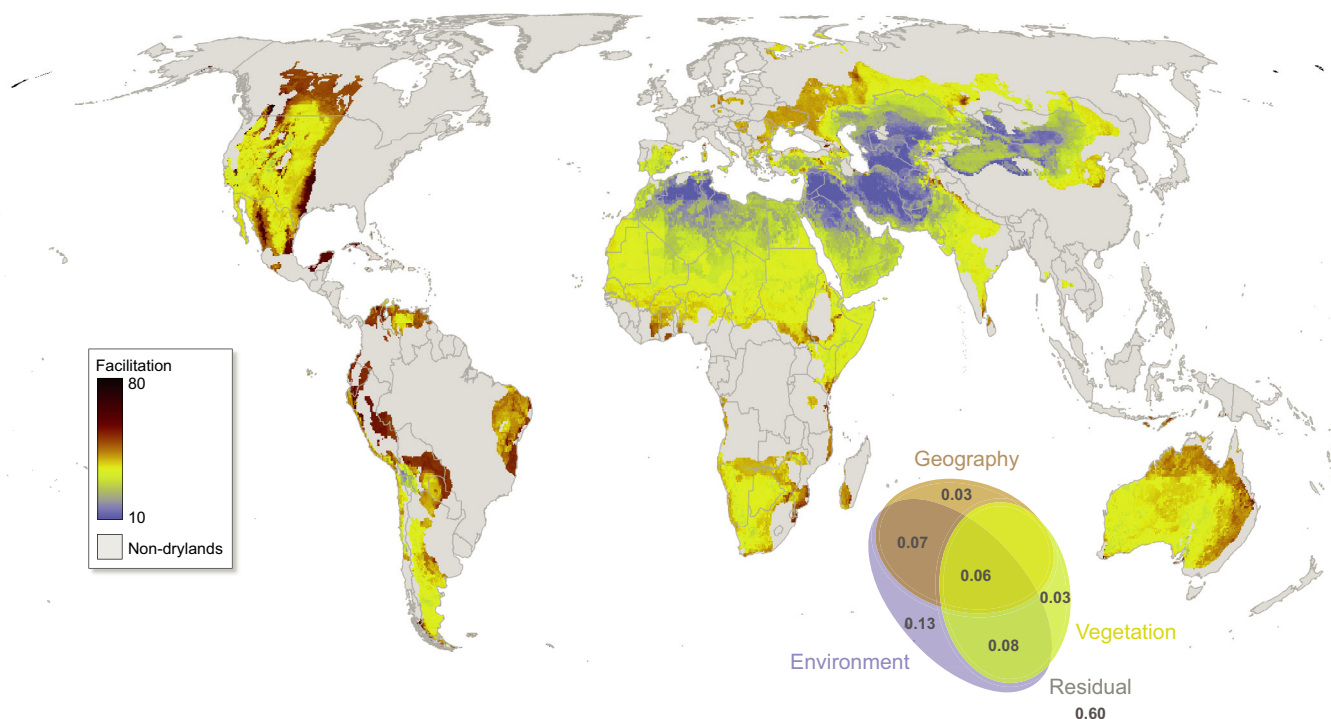 Facilitation
80
10
Non-drylands
Geography
0.03
0.07
0.06
0.03
0.13
0.08
Vegetation
Environment
Residual
0.60